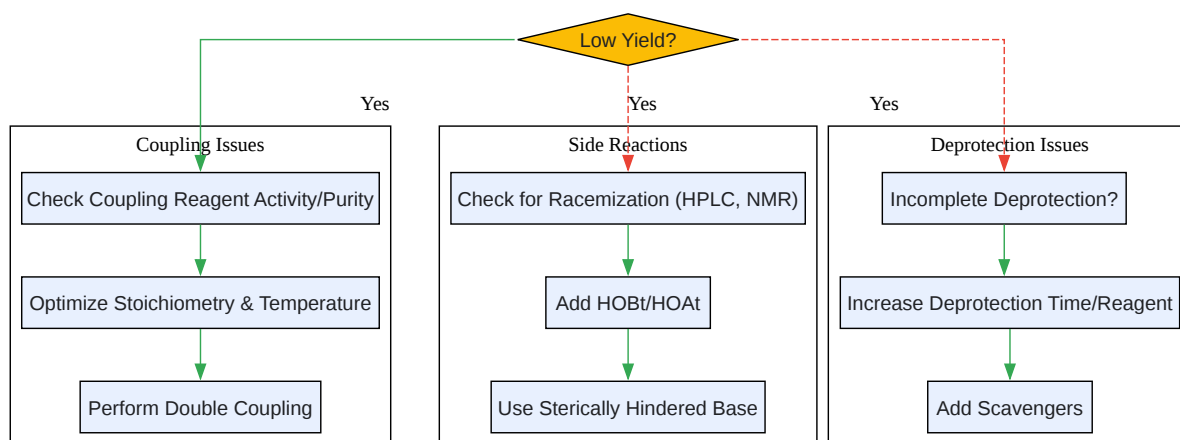 Low Yield?
Yes
Yes
Yes
Coupling Issues
Side Reactions
Deprotection Issues
Check Coupling Reagent Activity/Purity
Check for Racemization (HPLC, NMR)
Incomplete Deprotection?
Optimize Stoichiometry & Temperature
Add HOBt/HOAt
Increase Deprotection Time/Reagent
Perform Double Coupling
Use Sterically Hindered Base
Add Scavengers